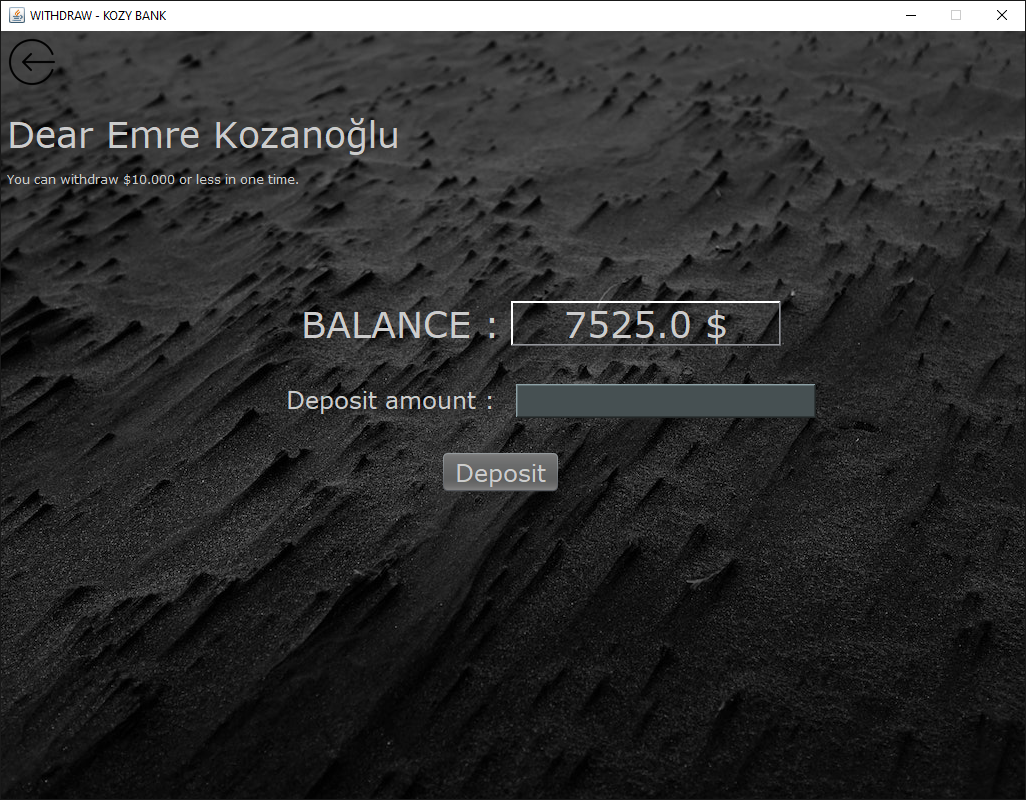 WITHDRAW - KOZY BANK
Dear Emre Kozanoğlu
You can withdraw $10.000 or less in one time.
BALANCE : 7525.0 $
Deposit amount :
Deposit